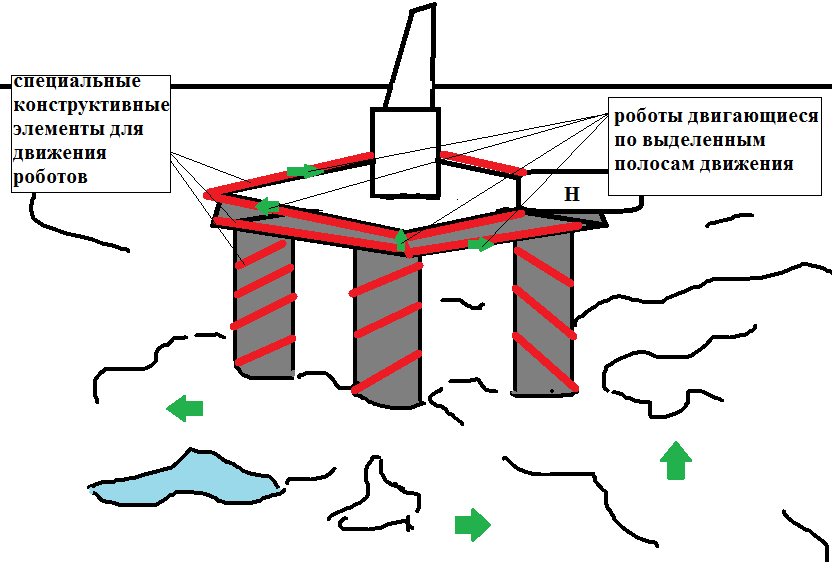 специальные
конструктивные
элементы для
движения
роботов
роботы двигающиеся
по выделенным
полосам движения
H